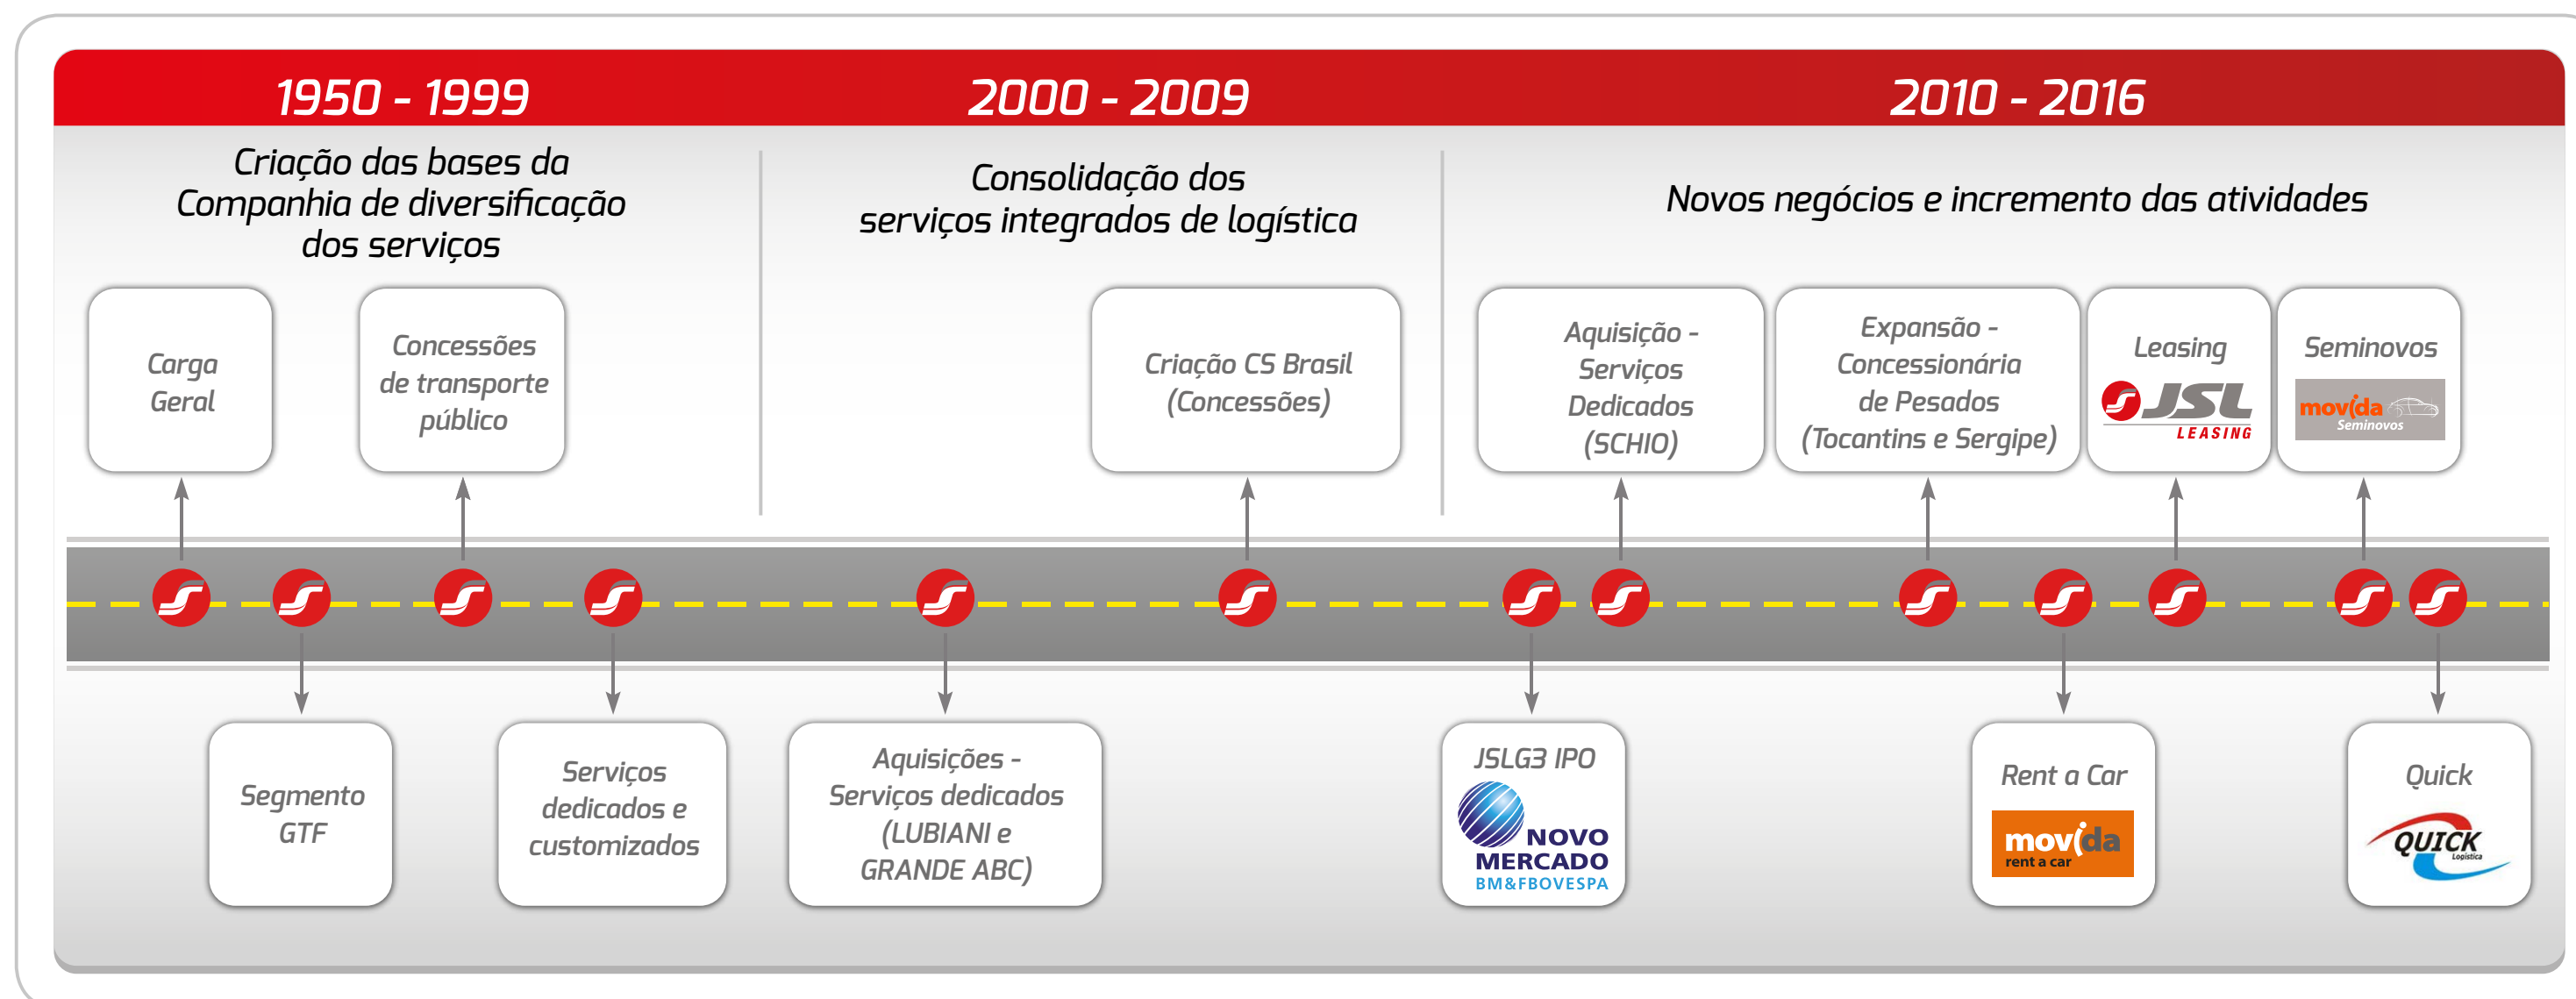 1950 - 1999
2000 - 2009
2010 - 2016
Criação das bases da
Companhia de diversificação
dos serviços
Consolidação dos
serviços integrados de logística
Novos negócios e incremento das atividades
Carga
Geral
Concessões
de transporte
público
Criação CS Brasil
(Concessões)
Aquisição -
Serviços
Dedicados
(SCHIO)
Expansão -
Concessionária
de Pesados
(Tocantins e Sergipe)
Leasing
JSL
LEASING
Seminovos
movida
Seminovos
Segmento
GTF
Serviços
dedicados e
customizados
Aquisições -
Serviços dedicados
(LUBIANI e
GRANDE ABC)
JSLG3 IPO
NOVO
MERCADO
BM&FBOVESPA
Rent a Car
movida
rent a car
Quick
QUICK
Logística